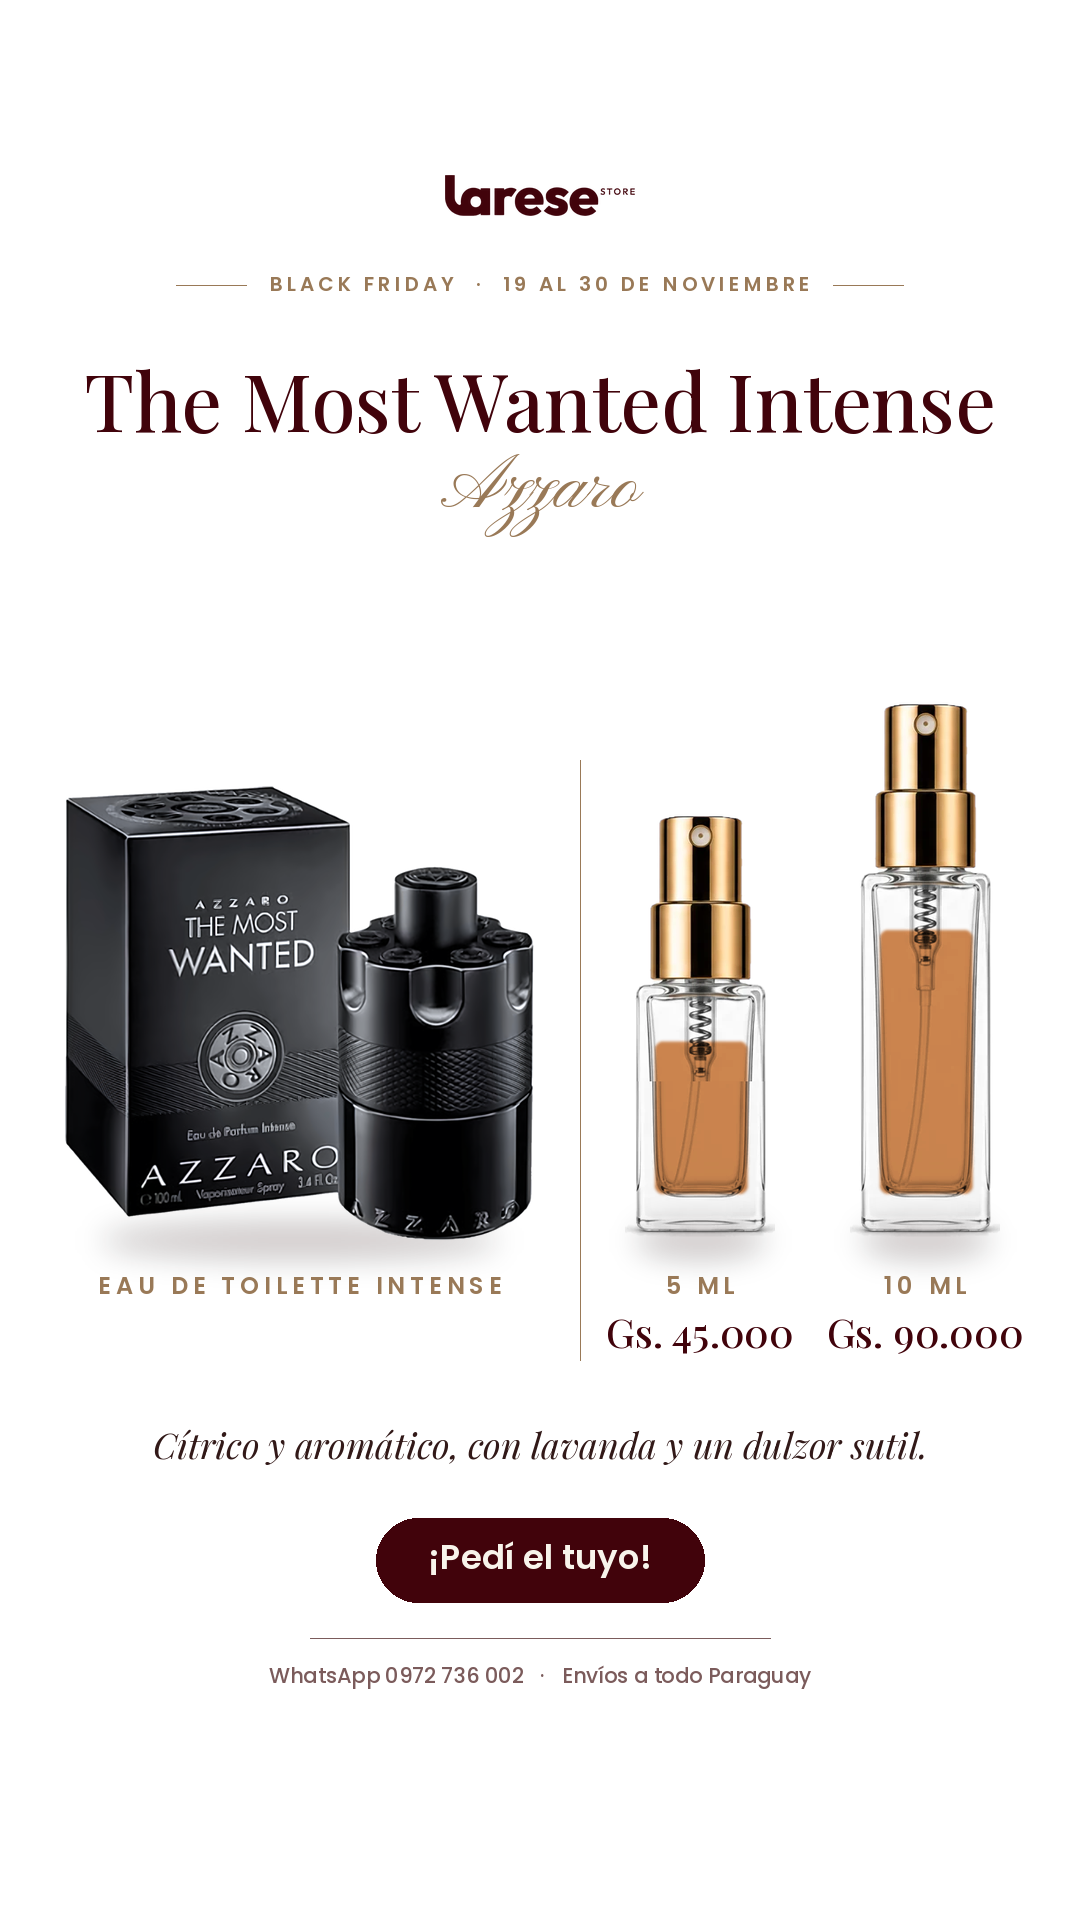 Larese STORE
BLACK FRIDAY · 19 AL 30 DE NOVIEMBRE
The Most Wanted Intense
Azzaro
AZZARO
THE MOST
WANTED
AZZARO
Eau de Parfum Intense
AZZARO
100 ml Vaporisateur Spray 3.4 Fl. Oz
AZZARO
EAU DE TOILETTE INTENSE
5 ML
Gs. 45.000
10 ML
Gs. 90.000
Cítrico y aromático, con lavanda y un dulzor sutil.
¡Pedí el tuyo!
WhatsApp 0972 736 002 · Envíos a todo Paraguay